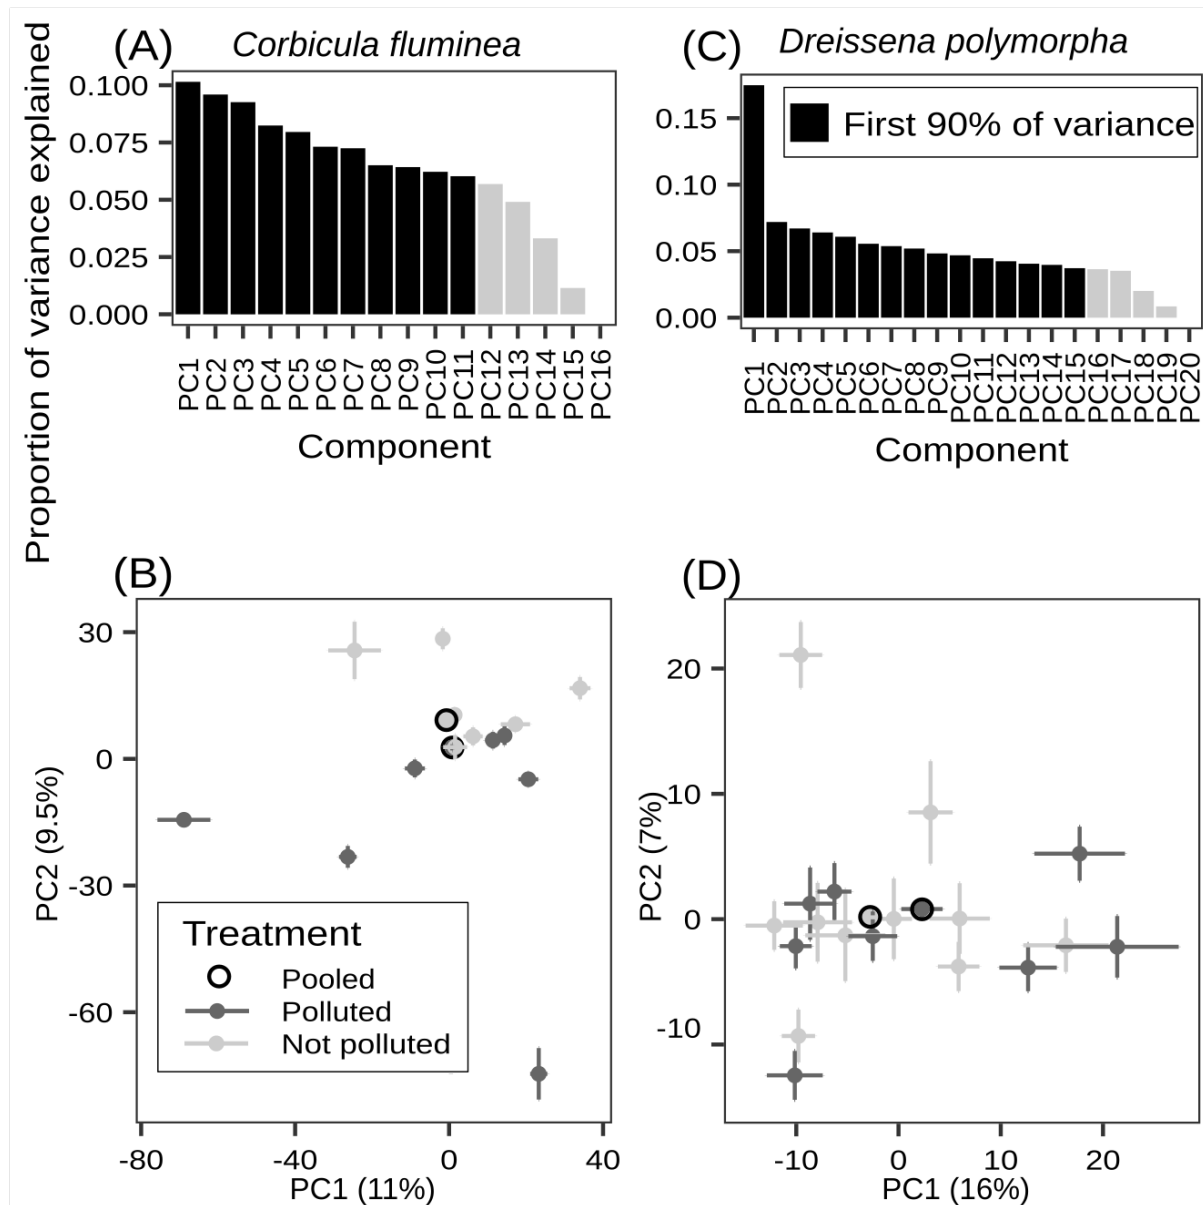 Proportion of variance explained
(A)
Corbicula fluminea
0.100
0.075
0.050
0.025
0.000
PC1
PC2
PC3
PC4
PC5
PC6
PC7
PC8
PC9
PC10
PC11
PC12
PC13
PC14
PC15
PC16
Component
(C)
Dreissena polymorpha
First 90% of variance
0.15
0.10
0.05
0.00
PC1
PC2
PC3
PC4
PC5
PC6
PC7
PC8
PC9
PC10
PC11
PC12
PC13
PC14
PC15
PC16
PC17
PC18
PC19
PC20
Component
(B)
PC2 (9.5%)
30
0
-30
-60
Treatment
Pooled
Polluted
Not polluted
-80
-40
0
40
PC1 (11%)
(D)
PC2 (7%)
20
10
0
-10
-10
0
10
20
PC1 (16%)